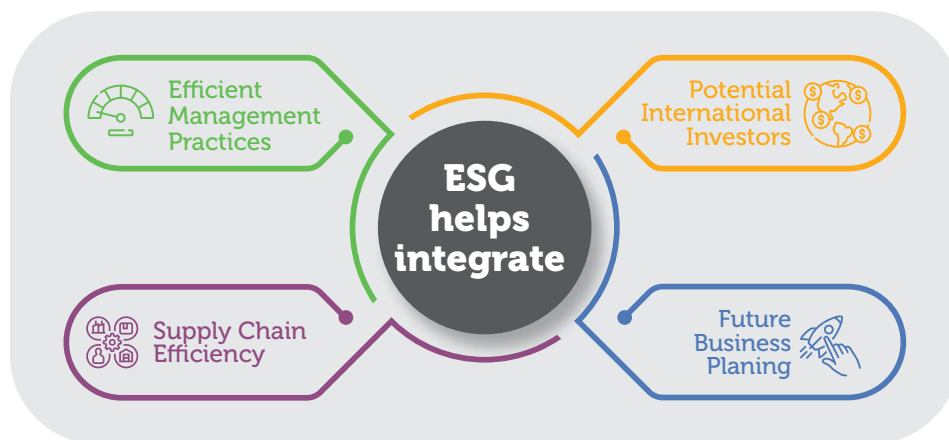 Efficient
Management
Practices
Potential
International
Investors
ESG
helps
integrate
Supply Chain
Efficiency
Future
Business
Planing